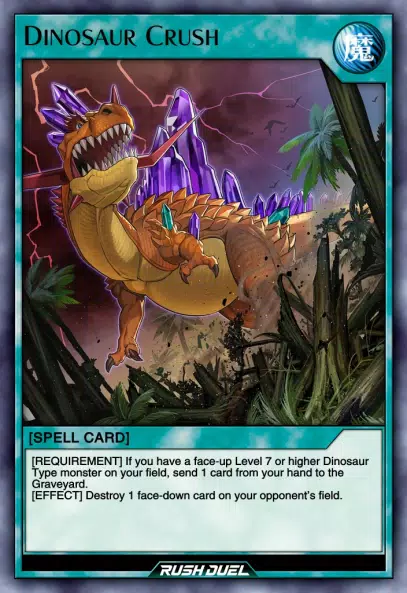 DINOSAUR CRUSH
魔
[SPELL CARD]
[REQUIREMENT] If you have a face-up Level 7 or higher Dinosaur
Type monster on your field, send 1 card from your hand to the
Graveyard.
[EFFECT] Destroy 1 face-down card on your opponent's field.
RUSH DUEL